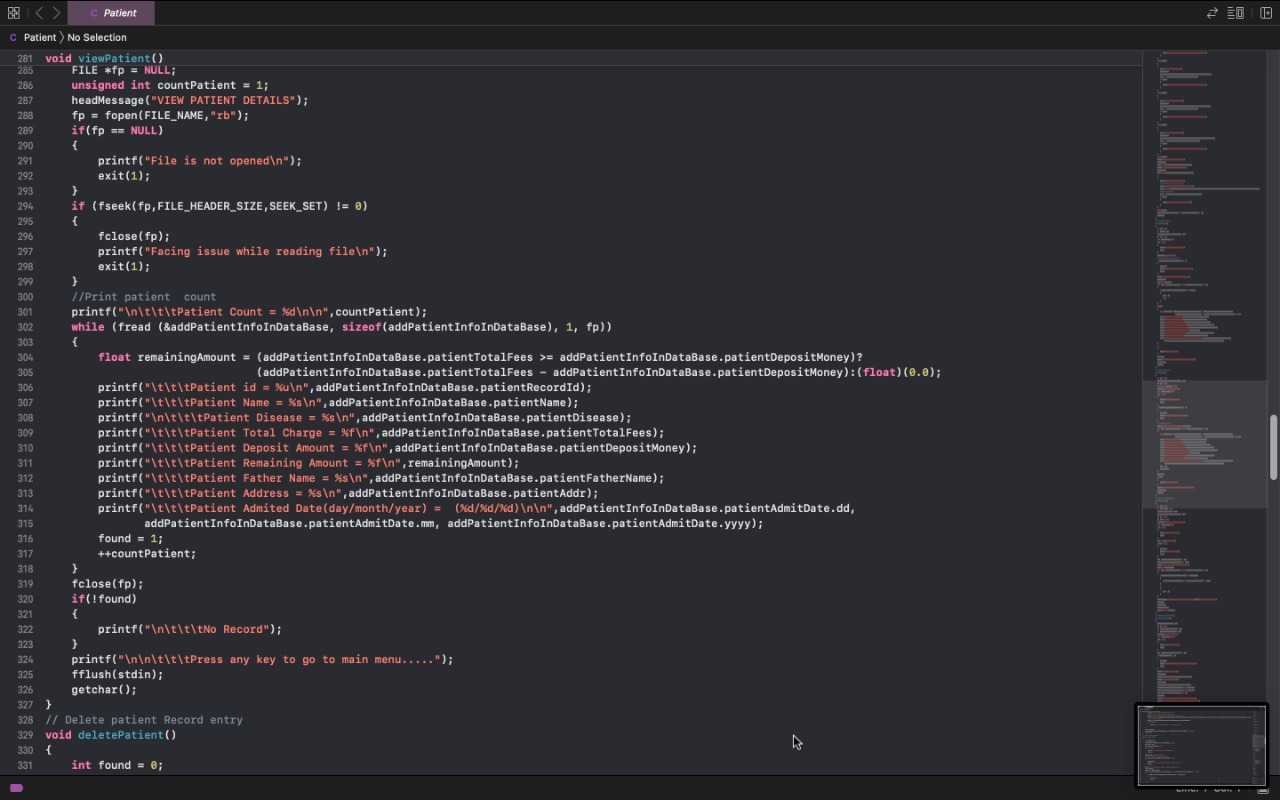 C Patient
C Patient 〉 No Selection
281 void viewPatient()
285 FILE *fp = NULL;
286 unsigned int countPatient = 1;
287 headMessage("VIEW PATIENT DETAILS");
288 fp = fopen(FILE_NAME,"rb");
289 if(fp == NULL)
290 {
291 printf("File is not opened\n");
292 exit(1);
293 }
294 if (fseek(fp,FILE_HEADER_SIZE,SEEK_SET) != 0)
295 {
296 fclose(fp);
297 printf("Facing issue while reading file\n");
298 exit(1);
299 }
300 //Print patient  count
301 printf("\n\t\t\tPatient Count = %d\n\n",countPatient);
302 while (fread (&addPatientInfoInDataBase, sizeof(addPatientInfoInDataBase), 1, fp))
303 {
304 float remainingAmount = (addPatientInfoInDataBase.patientTotalFees >= addPatientInfoInDataBase.patientDepositMoney)?
305 (addPatientInfoInDataBase.patientTotalFees - addPatientInfoInDataBase.patientDepositMoney):(float)(0.0);
306 printf("\t\t\tPatient id = %u\n",addPatientInfoInDataBase.patientRecordId);
307 printf("\t\t\tPatient Name = %s\n",addPatientInfoInDataBase.patientName);
308 printf("\n\t\t\tPatient Disease = %s\n",addPatientInfoInDataBase.patientDisease);
309 printf("\t\t\tPatient Total Charge = %f\n",addPatientInfoInDataBase.patientTotalFees);
310 printf("\t\t\tPatient Deposit Amount = %f\n",addPatientInfoInDataBase.patientDepositMoney);
311 printf("\t\t\tPatient Remaining Amount = %f\n",remainingAmount);
312 printf("\t\t\tPatient Father Name = %s\n",addPatientInfoInDataBase.patientFatherName);
313 printf("\t\t\tPatient Address = %s\n",addPatientInfoInDataBase.patientAddr);
314 printf("\t\t\tPatient Admited Date(day/month/year) =  (%d/%d/%d)\n\n",addPatientInfoInDataBase.patientAdmitDate.dd,
315 addPatientInfoInDataBase.patientAdmitDate.mm, addPatientInfoInDataBase.patientAdmitDate.yyyy);
316 found = 1;
317 ++countPatient;
318 }
319 fclose(fp);
320 if(!found)
321 {
322 printf("\n\t\t\tNo Record");
323 }
324 printf("\n\n\t\t\tPress any key to go to main menu.....");
325 fflush(stdin);
326 getchar();
327 }
328 // Delete patient Record entry
329 void deletePatient()
330 {
331 int found = 0;